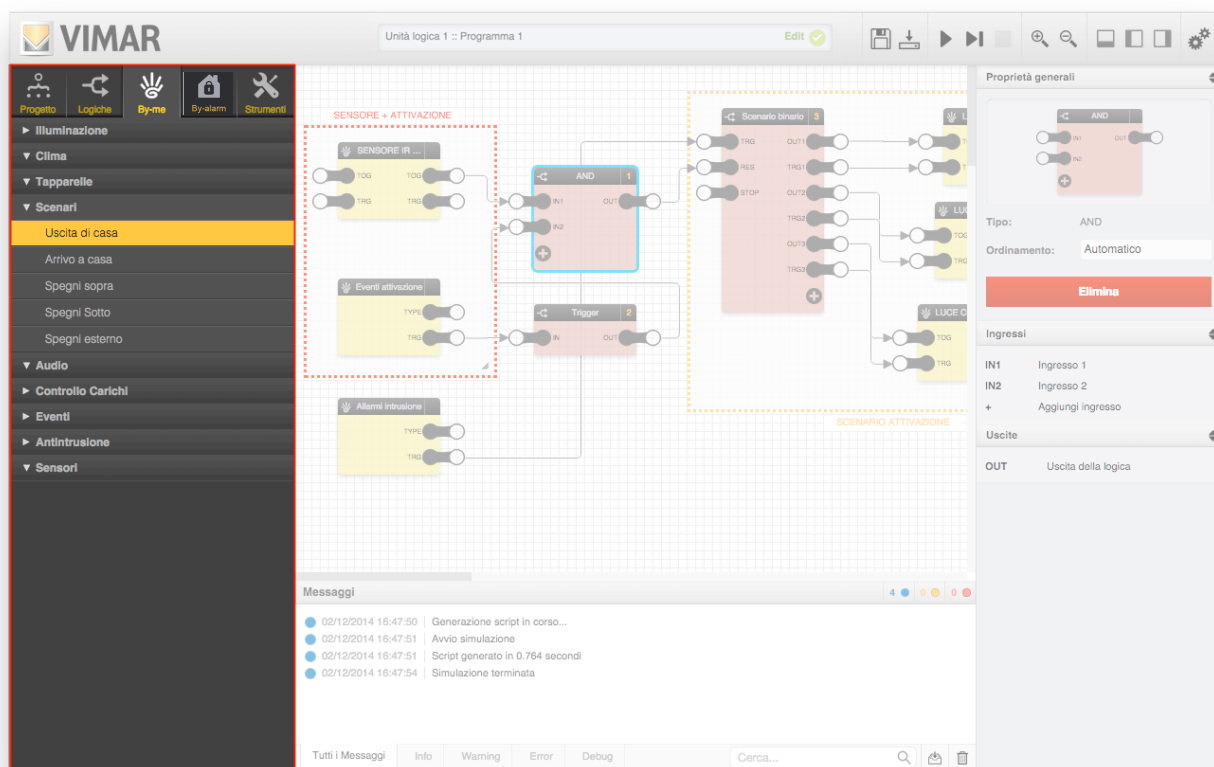 VIMAR
Unità logica 1 :: Programma 1
Edit
Progetto
Logiche
By-me
By-alarm
Strumenti
Illuminazione
Clima
Tapparelle
Scenari
Uscita di casa
Arrivo a casa
Spegni sopra
Spegni Sotto
Spegni esterno
Audio
Controllo Carichi
Eventi
Antintrusione
Sensori
SENSORE + ATTIVAZIONE
SENSORE IR ...
TOG TOG
TRG TRG
Eventi attivazione
TYPE
TRG
Allarmi intrusione
TYPE
TRG
AND 1
IN1 OUT
IN2
Trigger 2
IN OUT
Scenario binario 3
TRG OUT1
RES TRG1
STOP OUT2
TRG2
OUT3
TRG3
L
LUC
TOG
TRG
LUCE O
TOG
TRG
SCENARIO ATTIVAZIONE
Messaggi
4 0 0
02/12/2014 16:47:50 Generazione script in corso...
02/12/2014 16:47:51 Avvio simulazione
02/12/2014 16:47:51 Script generato in 0.764 secondi
02/12/2014 16:47:54 Simulazione terminata
Tutti i Messaggi Info Warning Error Debug
Cerca...
Proprietà generali
AND
IN1
IN2
Tipo: AND
Ordinamento: Automatico
Elimina
Ingressi
IN1 Ingresso 1
IN2 Ingresso 2
+ Aggiungi ingresso
Uscite
OUT Uscita della logica